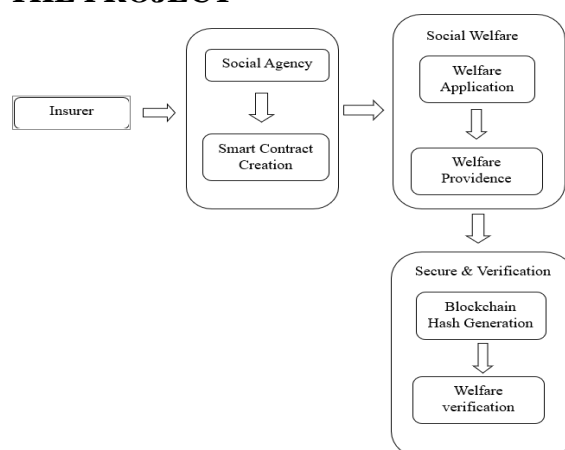 THE PROJECT
Insurer
Social Agency
Smart Contract
Creation
Social Welfare
Welfare
Application
Welfare
Providence
Secure & Verification
Blockchain
Hash Generation
Welfare
verification